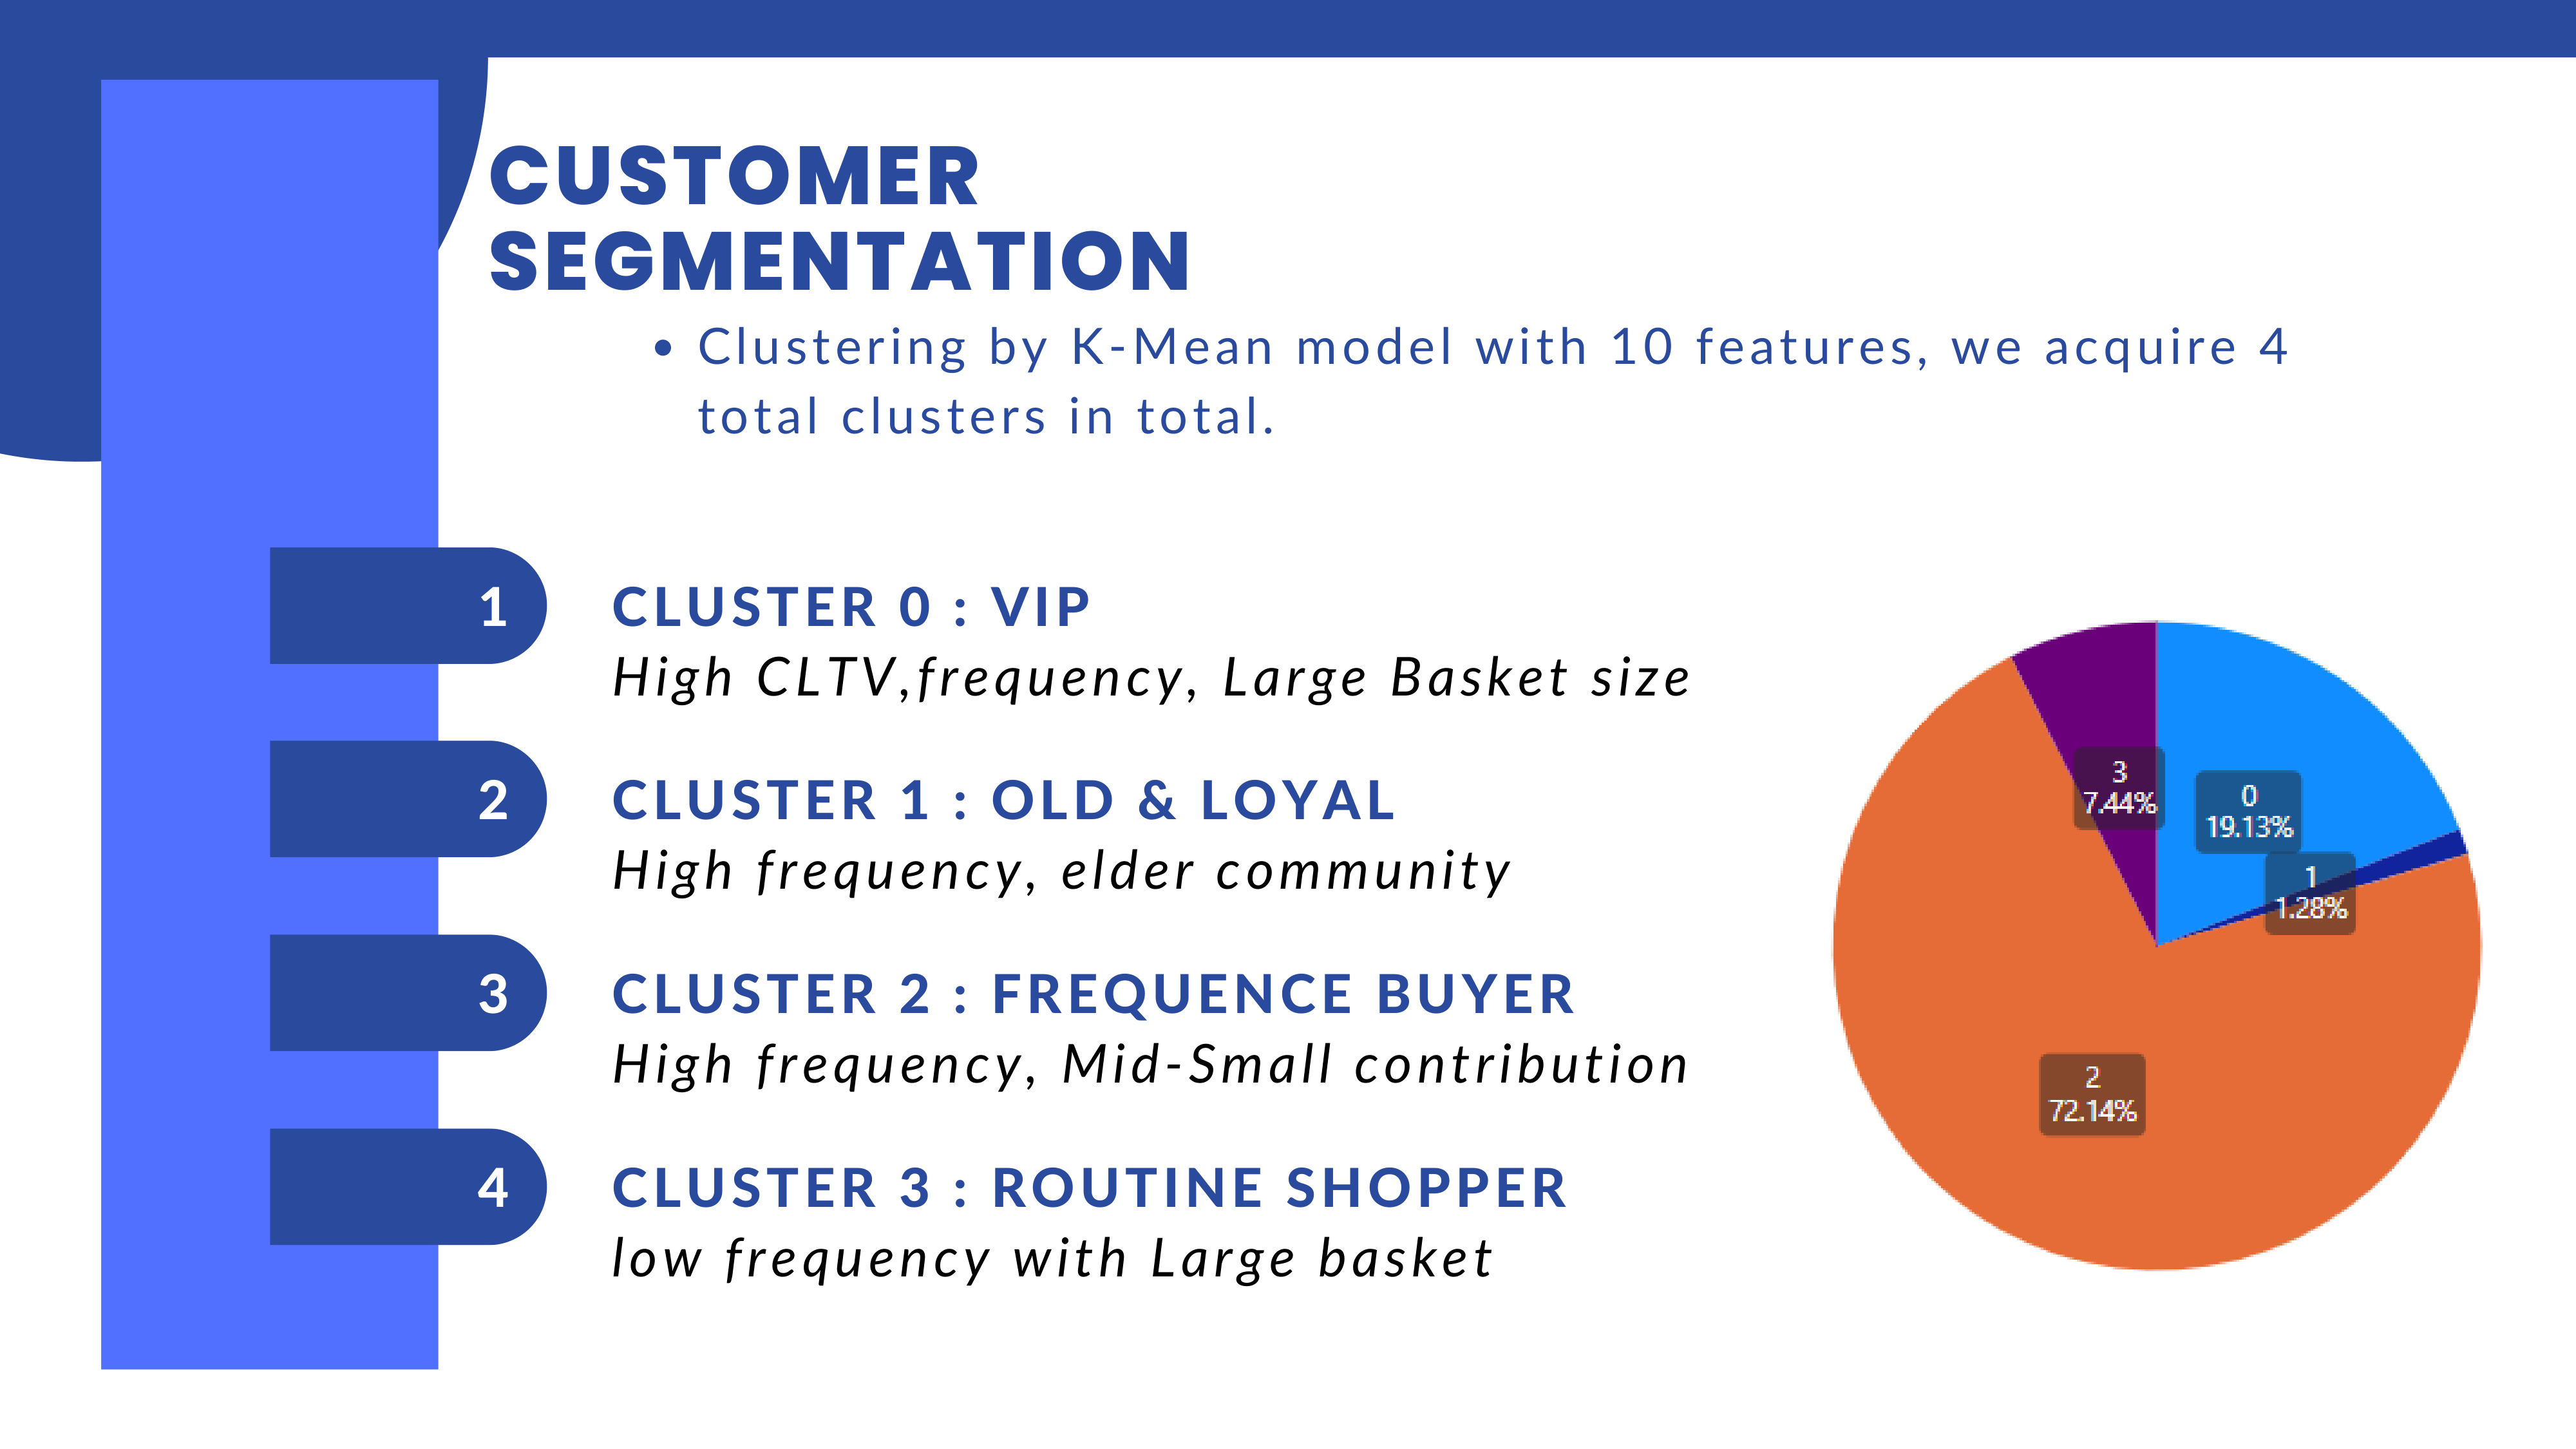 CUSTOMER
SEGMENTATION
• Clustering by K-Mean model with 10 features, we acquire 4
total clusters in total.
1
CLUSTER 0 : VIP
High CLTV,frequency, Large Basket size
2
CLUSTER 1 : OLD & LOYAL
High frequency, elder community
3
CLUSTER 2 : FREQUENCE BUYER
High frequency, Mid-Small contribution
4
CLUSTER 3 : ROUTINE SHOPPER
low frequency with Large basket
3
7.44%
0
19.13%
1
1.28%
2
72.14%